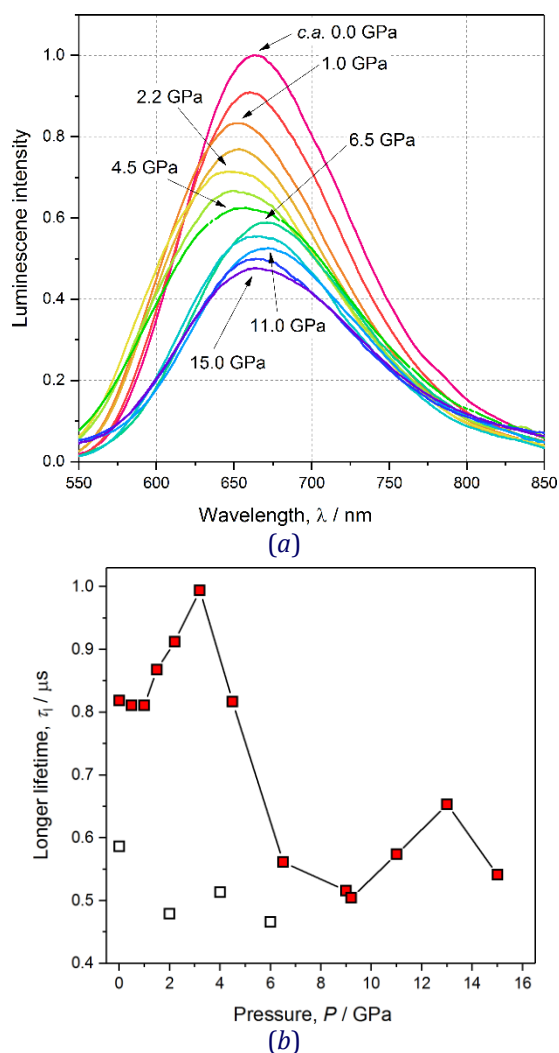 c.a. 0.0 GPa
1.0 GPa
2.2 GPa
6.5 GPa
4.5 GPa
11.0 GPa
15.0 GPa
Luminescene intensity
1.0
0.8
0.6
0.4
0.2
0.0
550 600 650 700 750 800 850
Wavelength, λ / nm
(a)
Longer lifetime, τₗ / μs
1.0
0.9
0.8
0.7
0.6
0.5
0.4
0 2 4 6 8 10 12 14 16
Pressure, P / GPa
(b)